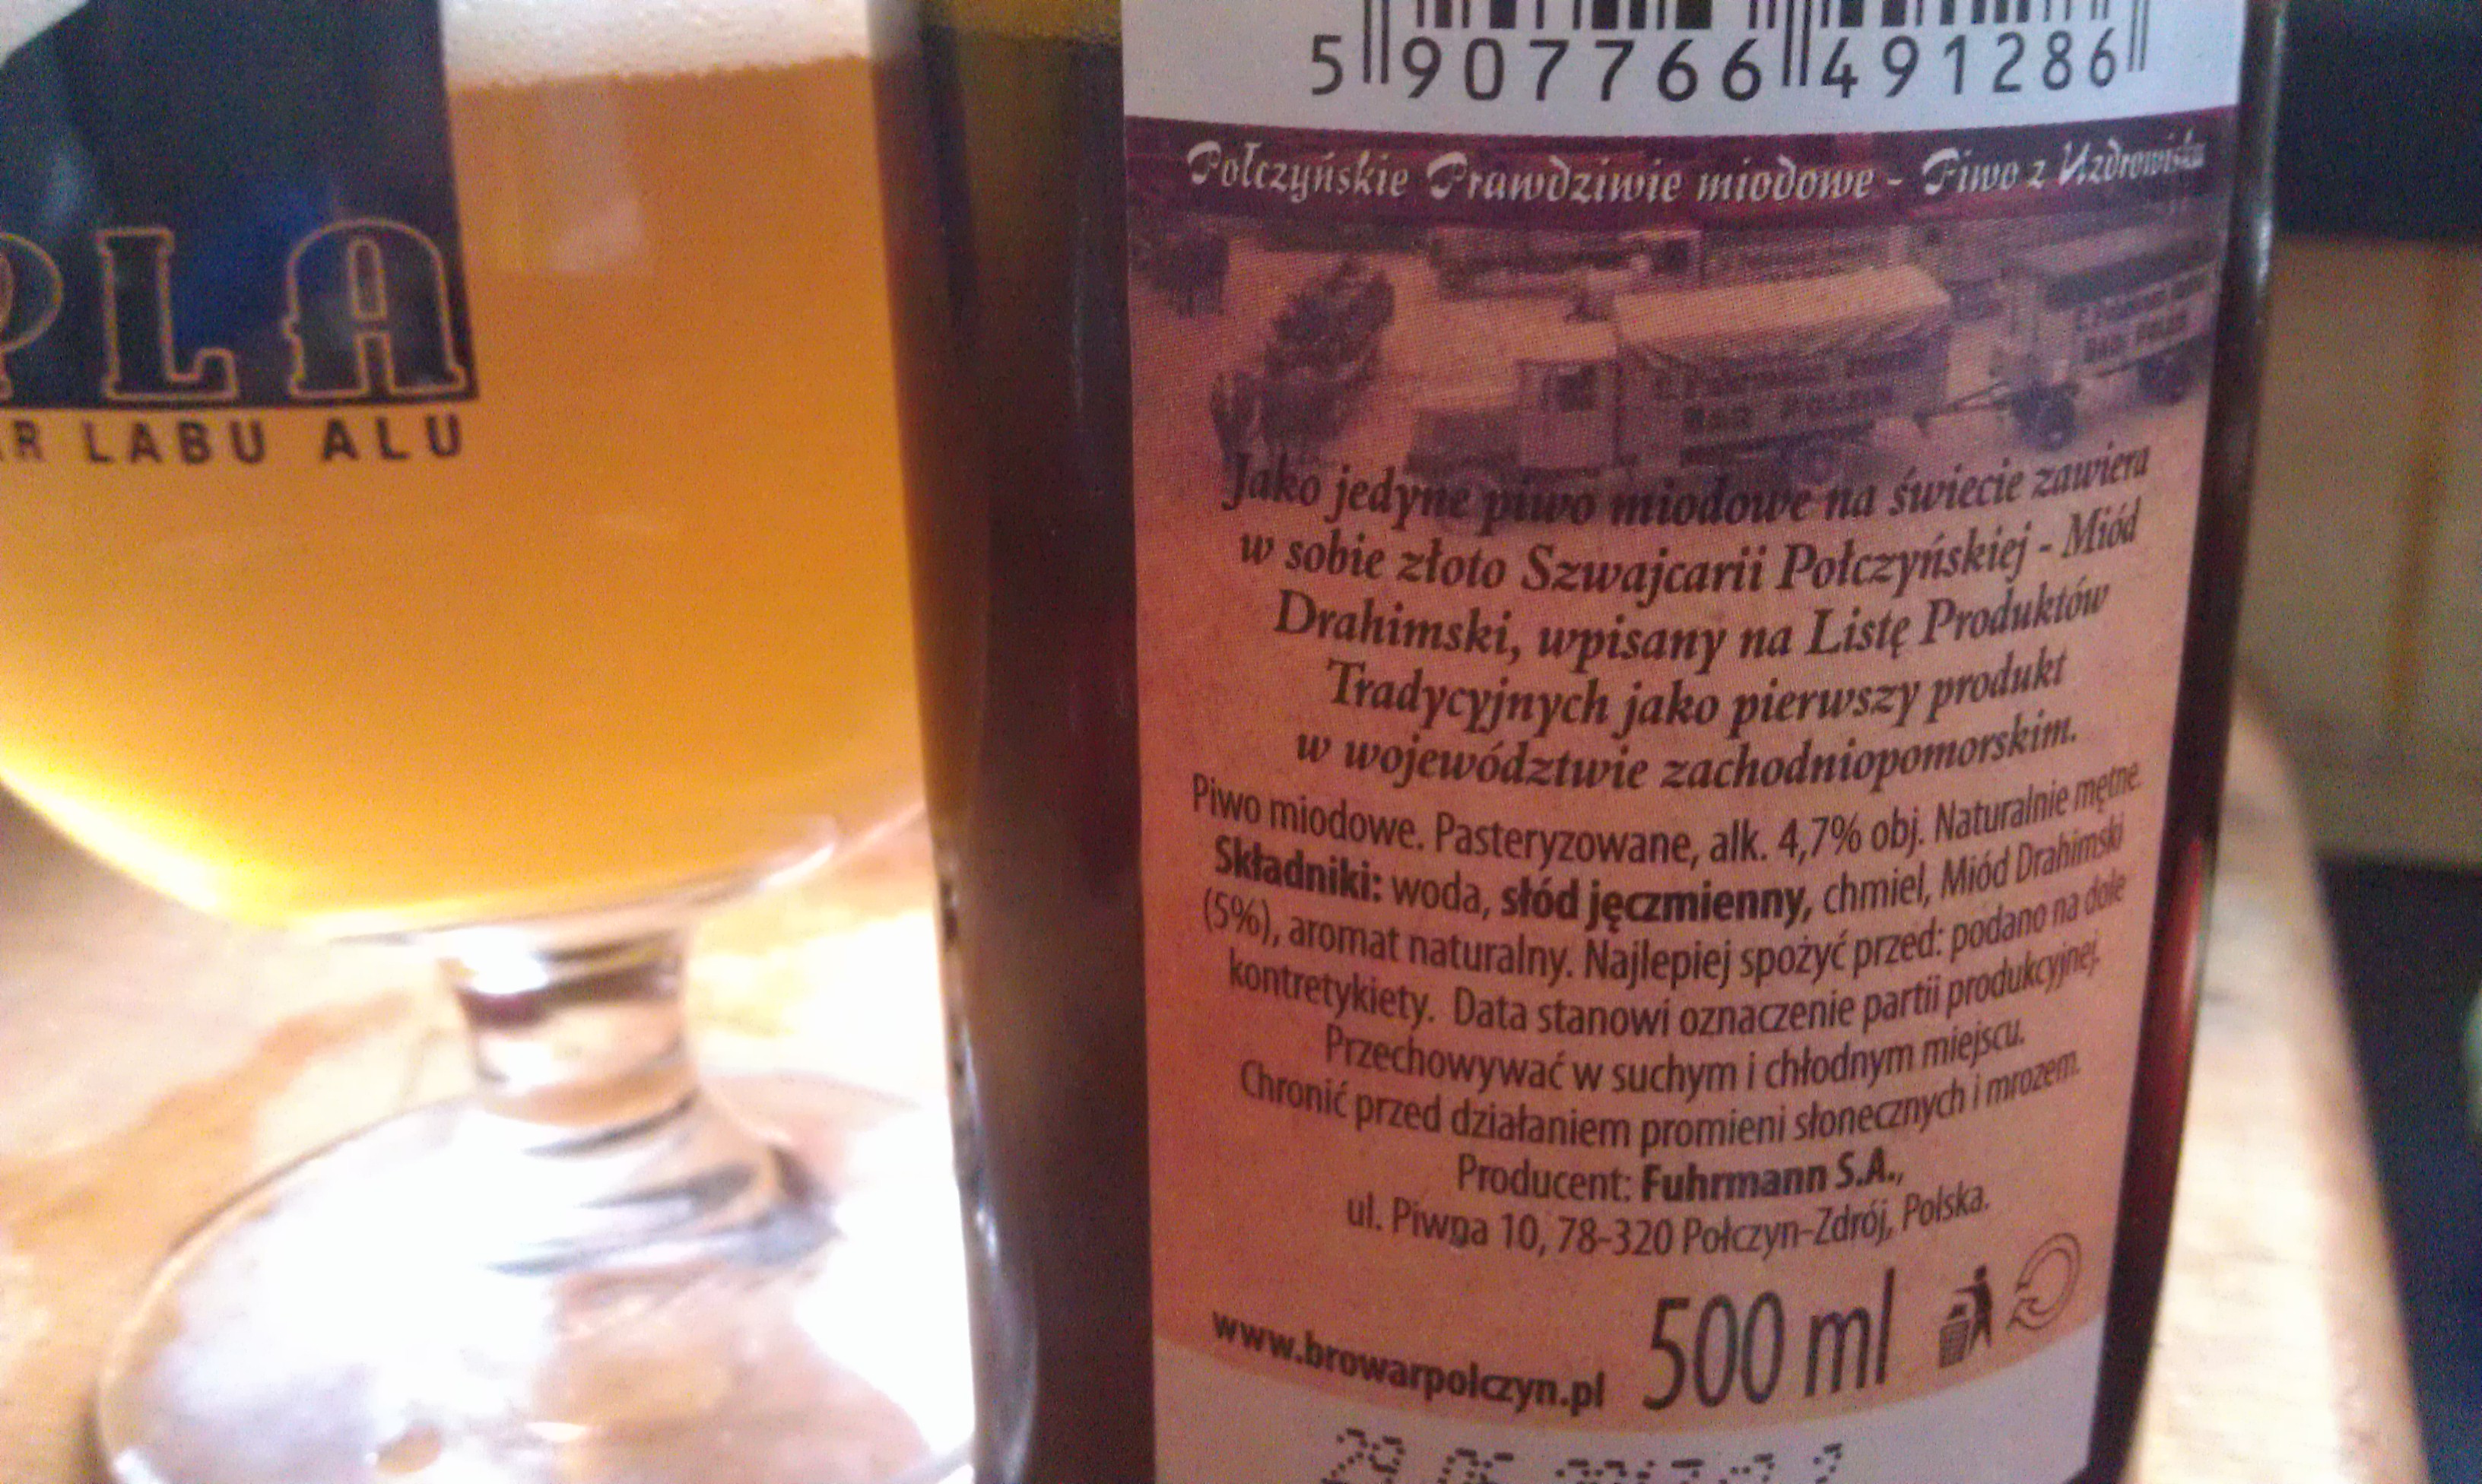 PLA
R LABU ALU
5 907766 491286
Połczyńskie Prawdziwie miodowe - Piwo z Uzdrowiska
Jako jedyne piwo miodowe na świecie zawiera
w sobie złoto Szwajcarii Połczyńskiej - Miód
Drahimski, wpisany na Listę Produktów
Tradycyjnych jako pierwszy produkt
w województwie zachodniopomorskim.
Piwo miodowe. Pasteryzowane, alk. 4,7% obj. Naturalnie mętne.
Składniki: woda, słód jęczmienny, chmiel, Miód Drahimski
(5%), aromat naturalny. Najlepiej spożyć przed: podano na dole
kontretykiety. Data stanowi oznaczenie partii produkcyjnej.
Przechowywać w suchym i chłodnym miejscu.
Chronić przed działaniem promieni słonecznych i mrozem.
Producent: Fuhrmann S.A.,
ul. Piwna 10, 78-320 Połczyn-Zdrój, Polska.
www.browarpolczyn.pl 500 ml